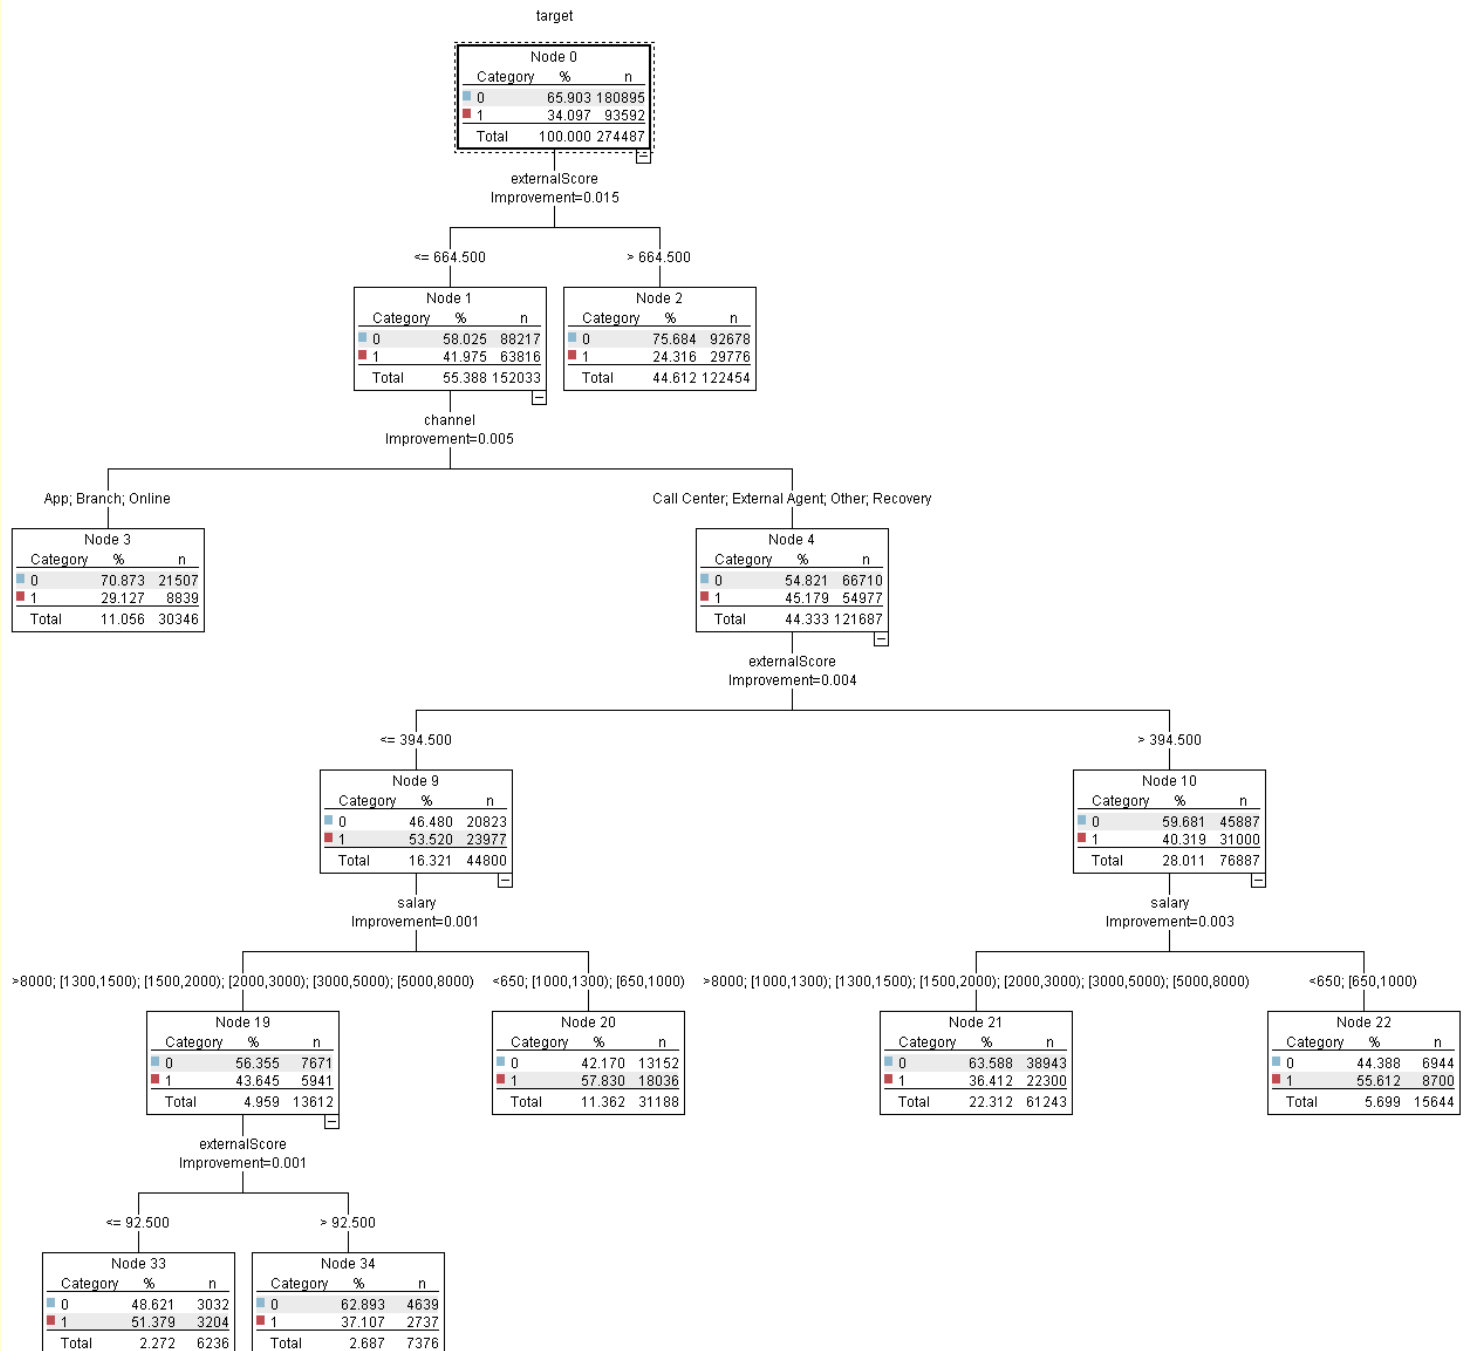 target
Node 0
Category % n
0 65.903 180895
1 34.097 93592
Total 100.000 274487
externalScore
Improvement=0.015
<= 664.500
> 664.500
Node 1
Category % n
0 58.025 88217
1 41.975 63816
Total 55.388 152033
Node 2
Category % n
0 75.684 92678
1 24.316 29776
Total 44.612 122454
channel
Improvement=0.005
App; Branch; Online
Call Center; External Agent; Other; Recovery
Node 3
Category % n
0 70.873 21507
1 29.127 8839
Total 11.056 30346
Node 4
Category % n
0 54.821 66710
1 45.179 54977
Total 44.333 121687
externalScore
Improvement=0.004
<= 394.500
> 394.500
Node 9
Category % n
0 46.480 20823
1 53.520 23977
Total 16.321 44800
Node 10
Category % n
0 59.681 45887
1 40.319 31000
Total 28.011 76887
salary
Improvement=0.001
salary
Improvement=0.003
>8000; [1300,1500); [1500,2000); [2000,3000); [3000,5000); [5000,8000)
<650; [1000,1300); [650,1000)
>8000; [1000,1300); [1300,1500); [1500,2000); [2000,3000); [3000,5000); [5000,8000)
<650; [650,1000)
Node 19
Category % n
0 56.355 7671
1 43.645 5941
Total 4.959 13612
Node 20
Category % n
0 42.170 13152
1 57.830 18036
Total 11.362 31188
Node 21
Category % n
0 63.588 38943
1 36.412 22300
Total 22.312 61243
Node 22
Category % n
0 44.388 6944
1 55.612 8700
Total 5.699 15644
externalScore
Improvement=0.001
<= 92.500
> 92.500
Node 33
Category % n
0 48.621 3032
1 51.379 3204
Total 2.272 6236
Node 34
Category % n
0 62.893 4639
1 37.107 2737
Total 2.687 7376